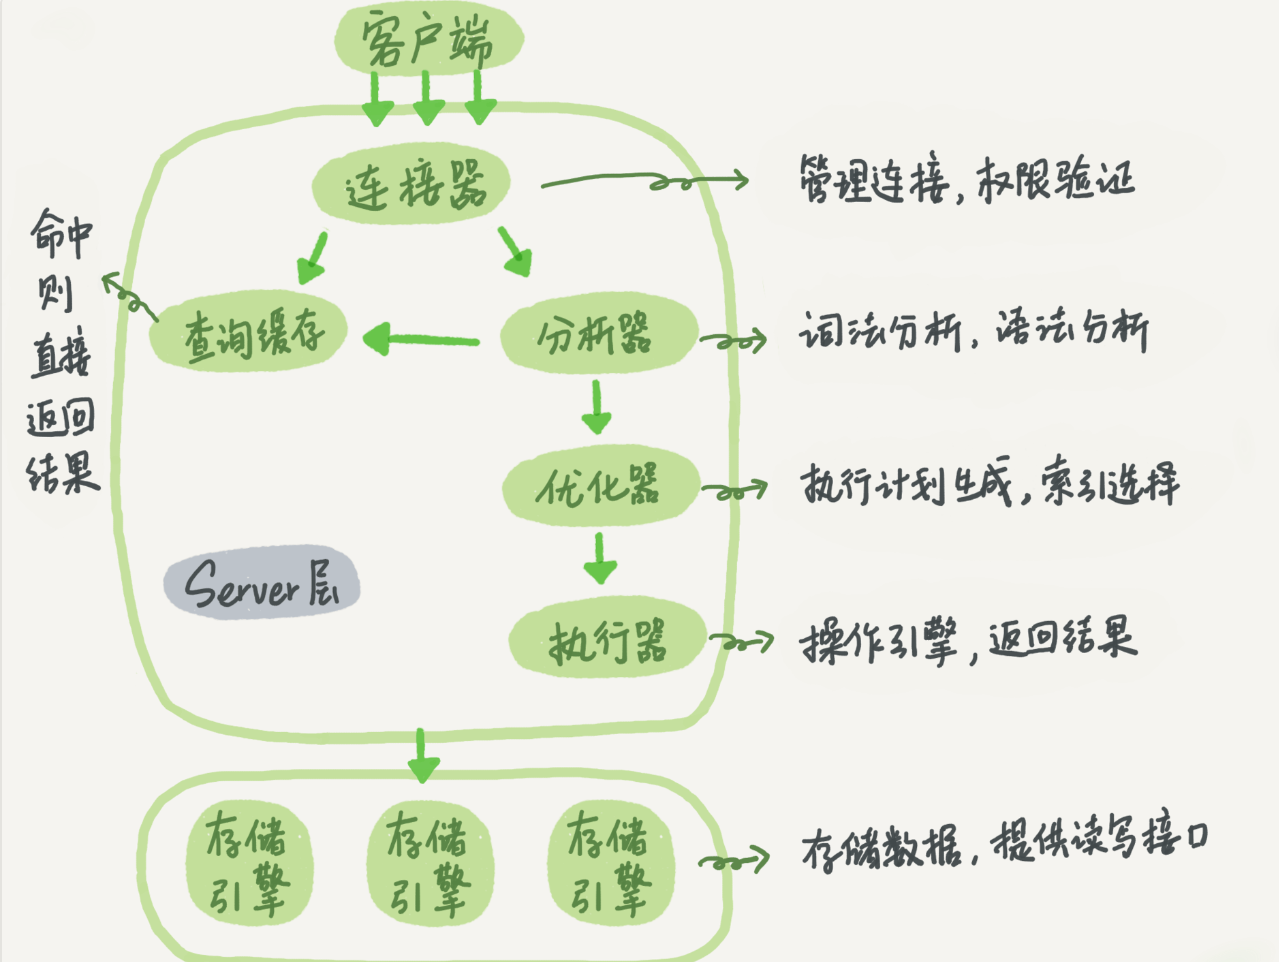 客户端
连接器
管理连接，权限验证
命中
则
直接
返回
结果
查询缓存
分析器
词法分析，语法分析
优化器
执行计划生成，索引选择
Server层
执行器
操作引擎，返回结果
存储
引擎
存储
引擎
存储
引擎
存储数据，提供读写接口